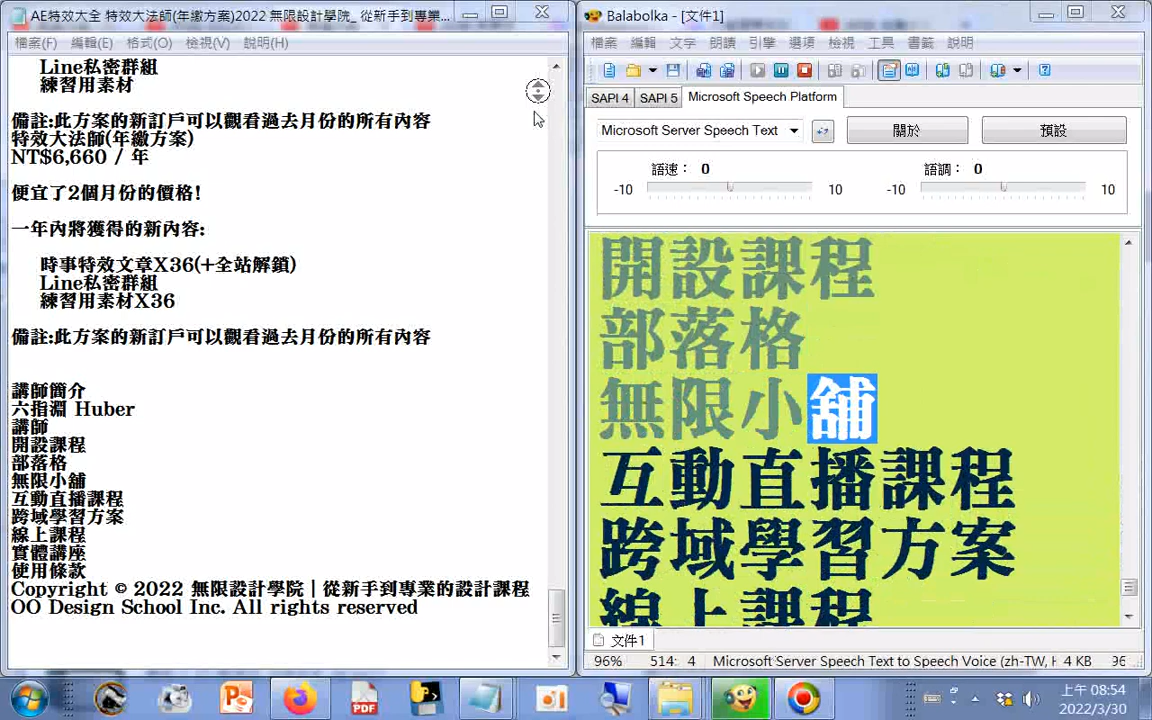 AE特效大全 特效大法師(年繳方案)2022 無限設計學院_ 從新手到專業...
檔案(F) 編輯(E) 格式(O) 檢視(V) 說明(H)
Line私密群組
練習用素材
備註:此方案的新訂戶可以觀看過去月份的所有內容
特效大法師(年繳方案)
NT$6,660 / 年
便宜了2個月份的價格!
一年內將獲得的新內容:
時事特效文章X36(+全站解鎖)
Line私密群組
練習用素材X36
備註:此方案的新訂戶可以觀看過去月份的所有內容
講師簡介
六指淵 Huber
講師
開設課程
部落格
無限小舖
互動直播課程
跨域學習方案
線上課程
實體講座
使用條款
Copyright © 2022 無限設計學院 | 從新手到專業的設計課程
OO Design School Inc. All rights reserved
Balabolka - [文件1]
檔案 編輯 文字 朗讀 引擎 選項 檢視 工具 書籤 說明
SAPI 4 SAPI 5 Microsoft Speech Platform
Microsoft Server Speech Text 關於 預設
語速： 0 語調： 0
-10 10 -10 10
開設課程
部落格
無限小舖
互動直播課程
跨域學習方案
線上課程
文件1
96% 514: 4 Microsoft Server Speech Text to Speech Voice (zh-TW, H 4 KB 96
上午 08:54
2022/3/30